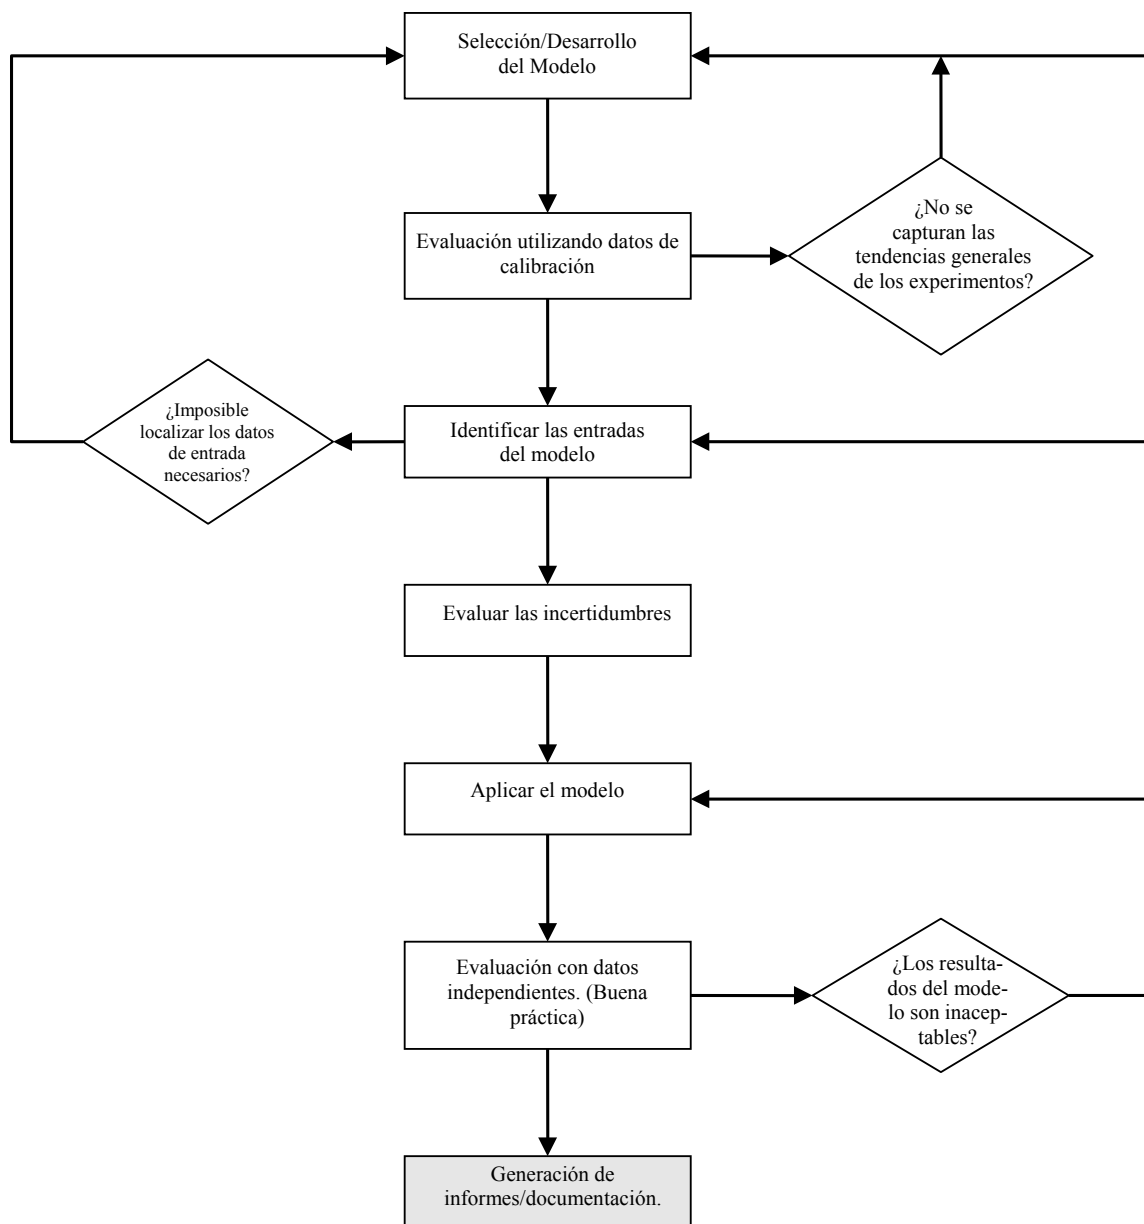 Selección/Desarrollo
del Modelo
¿No se
capturan las
tendencias generales
de los experimentos?
Evaluación utilizando datos de
calibración
¿Imposible
localizar los datos
de entrada
necesarios?
Identificar las entradas
del modelo
Evaluar las incertidumbres
Aplicar el modelo
Evaluación con datos
independientes. (Buena
práctica)
¿Los resulta-
dos del mode-
lo son inacep-
tables?
Generación de
informes/documentación.